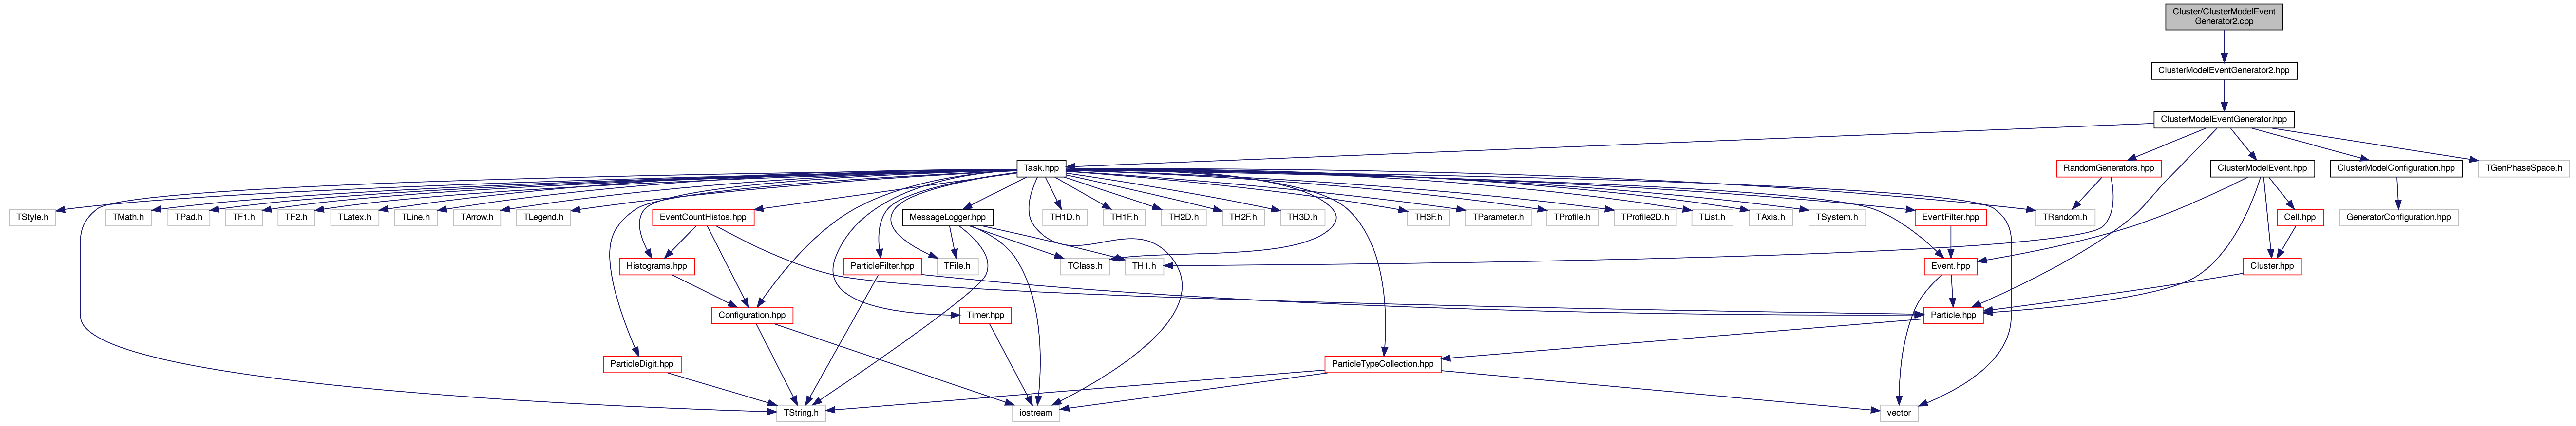 Cluster/ClusterModelEvent
Generator2.cpp
ClusterModelEventGenerator2.hpp
ClusterModelEventGenerator.hpp
Task.hpp
RandomGenerators.hpp
ClusterModelEvent.hpp
ClusterModelConfiguration.hpp
TGenPhaseSpace.h
TStyle.h
TMath.h
TPad.h
TF1.h
TF2.h
TLatex.h
TLine.h
TArrow.h
TLegend.h
EventCountHistos.hpp
MessageLogger.hpp
TH1D.h
TH1F.h
TH2D.h
TH2F.h
TH3D.h
TH3F.h
TParameter.h
TProfile.h
TProfile2D.h
TList.h
TAxis.h
TSystem.h
EventFilter.hpp
TRandom.h
Cell.hpp
GeneratorConfiguration.hpp
Histograms.hpp
ParticleFilter.hpp
TFile.h
TClass.h
TH1.h
Event.hpp
Cluster.hpp
Configuration.hpp
Timer.hpp
Particle.hpp
ParticleDigit.hpp
ParticleTypeCollection.hpp
TString.h
iostream
vector